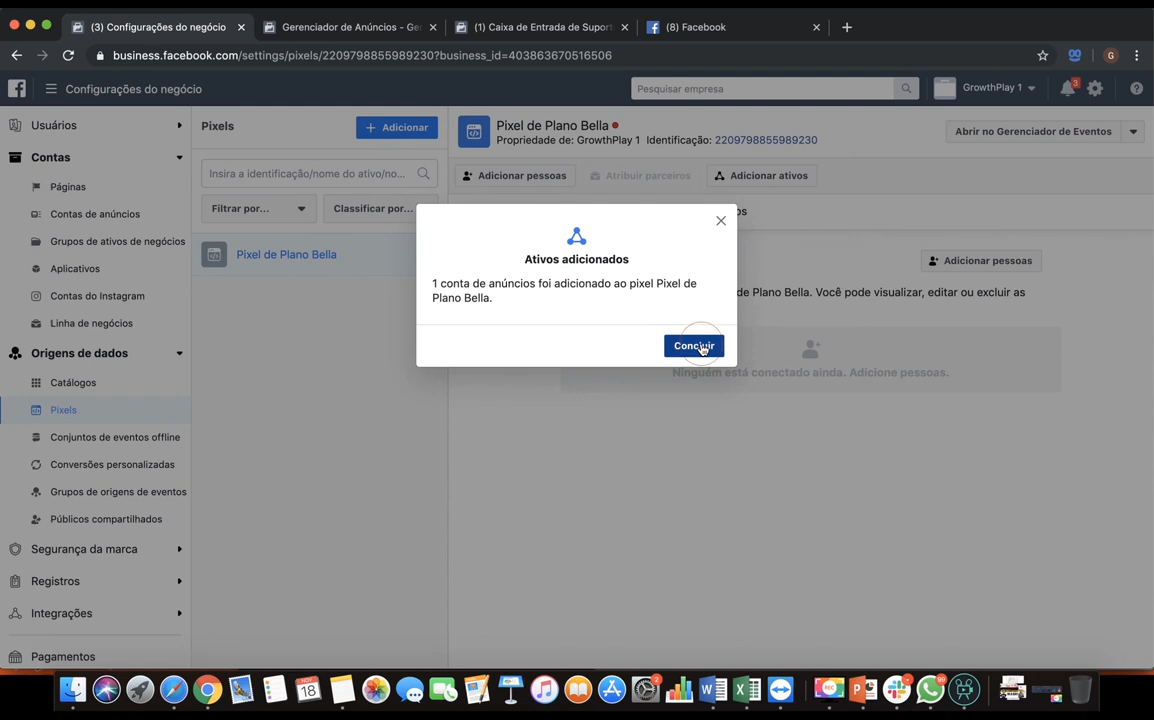 (3) Configurações do negócio
Gerenciador de Anúncios - Ge
(1) Caixa de Entrada de Supor
(8) Facebook
business.facebook.com/settings/pixels/2209798855989230?business_id=403863670516506
G
Configurações do negócio
Pesquisar empresa
GrowthPlay 1
3
Usuários
Contas
Páginas
Contas de anúncios
Grupos de ativos de negócios
Aplicativos
Contas do Instagram
Linha de negócios
Origens de dados
Catálogos
Pixels
Conjuntos de eventos offline
Conversões personalizadas
Grupos de origens de eventos
Públicos compartilhados
Segurança da marca
Registros
Integrações
Pagamentos
Pixels
+ Adicionar
Insira a identificação/nome do ativo/no...
Filtrar por...
Classificar por...
Pixel de Plano Bella
Pixel de Plano Bella
Propriedade de: GrowthPlay 1 Identificação: 2209798855989230
Abrir no Gerenciador de Eventos
Adicionar pessoas
Atribuir parceiros
Adicionar ativos
os
Adicionar pessoas
de Plano Bella. Você pode visualizar, editar ou excluir as
Ninguém está conectado ainda. Adicione pessoas.
Ativos adicionados
1 conta de anúncios foi adicionado ao pixel Pixel de
Plano Bella.
Concluir
NOV
18
2
99